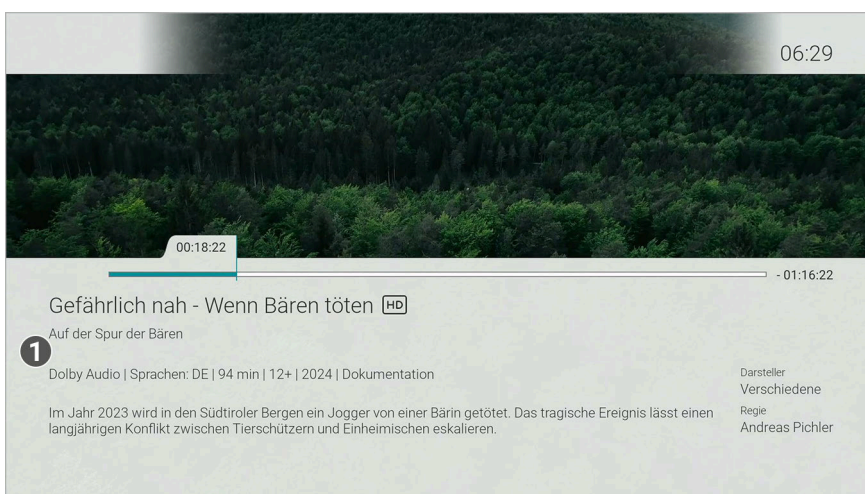 06:29
00:18:22
- 01:16:22
Gefährlich nah - Wenn Bären töten HD
Auf der Spur der Bären
1
Dolby Audio | Sprachen: DE | 94 min | 12+ | 2024 | Dokumentation
Im Jahr 2023 wird in den Südtiroler Bergen ein Jogger von einer Bärin getötet. Das tragische Ereignis lässt einen
langjährigen Konflikt zwischen Tierschützern und Einheimischen eskalieren.
Darsteller
Verschiedene
Regie
Andreas Pichler